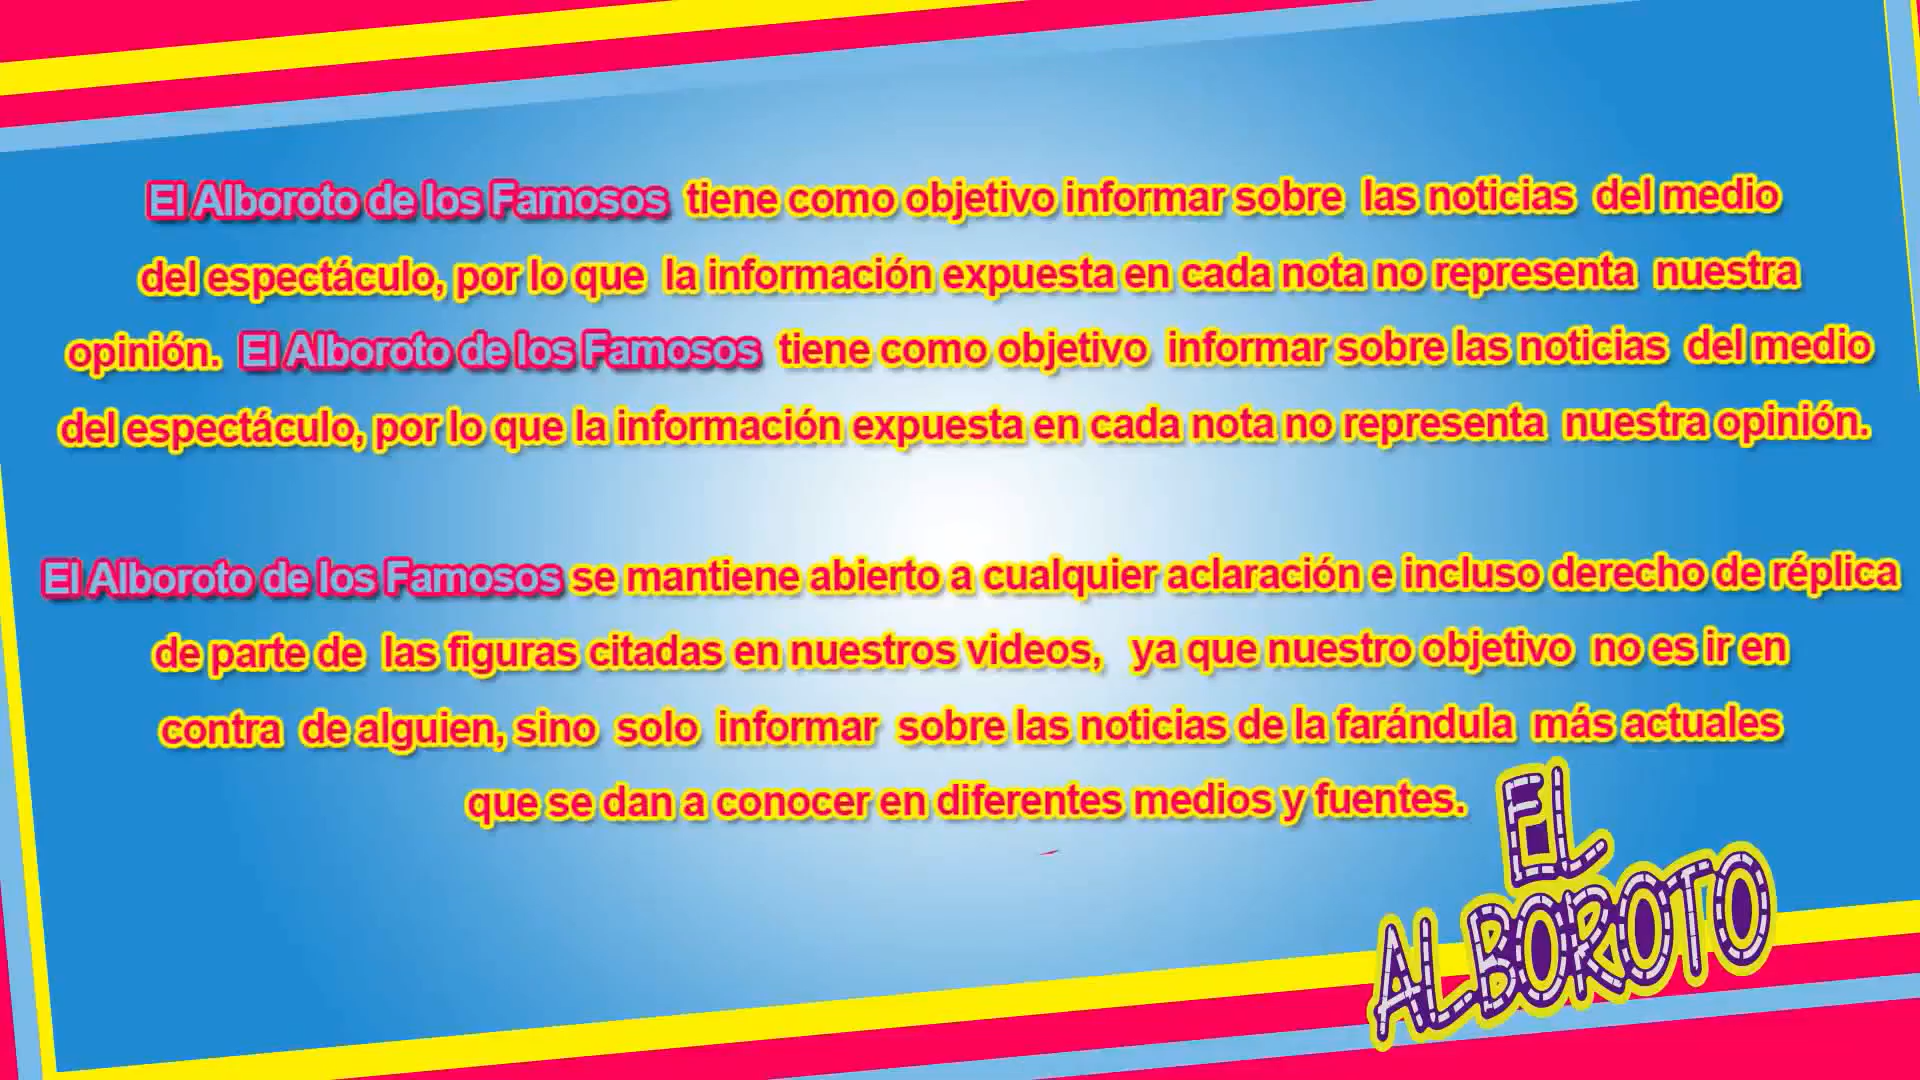 El Alboroto de los Famosos tiene como objetivo informar sobre las noticias del medio
del espectáculo, por lo que la información expuesta en cada nota no representa nuestra
opinión. El Alboroto de los Famosos tiene como objetivo informar sobre las noticias del medio
del espectáculo, por lo que la información expuesta en cada nota no representa nuestra opinión.
El Alboroto de los Famosos se mantiene abierto a cualquier aclaración e incluso derecho de réplica
de parte de las figuras citadas en nuestros videos, ya que nuestro objetivo no es ir en
contra de alguien, sino solo informar sobre las noticias de la farándula más actuales
que se dan a conocer en diferentes medios y fuentes.
EL
ALBOROTO